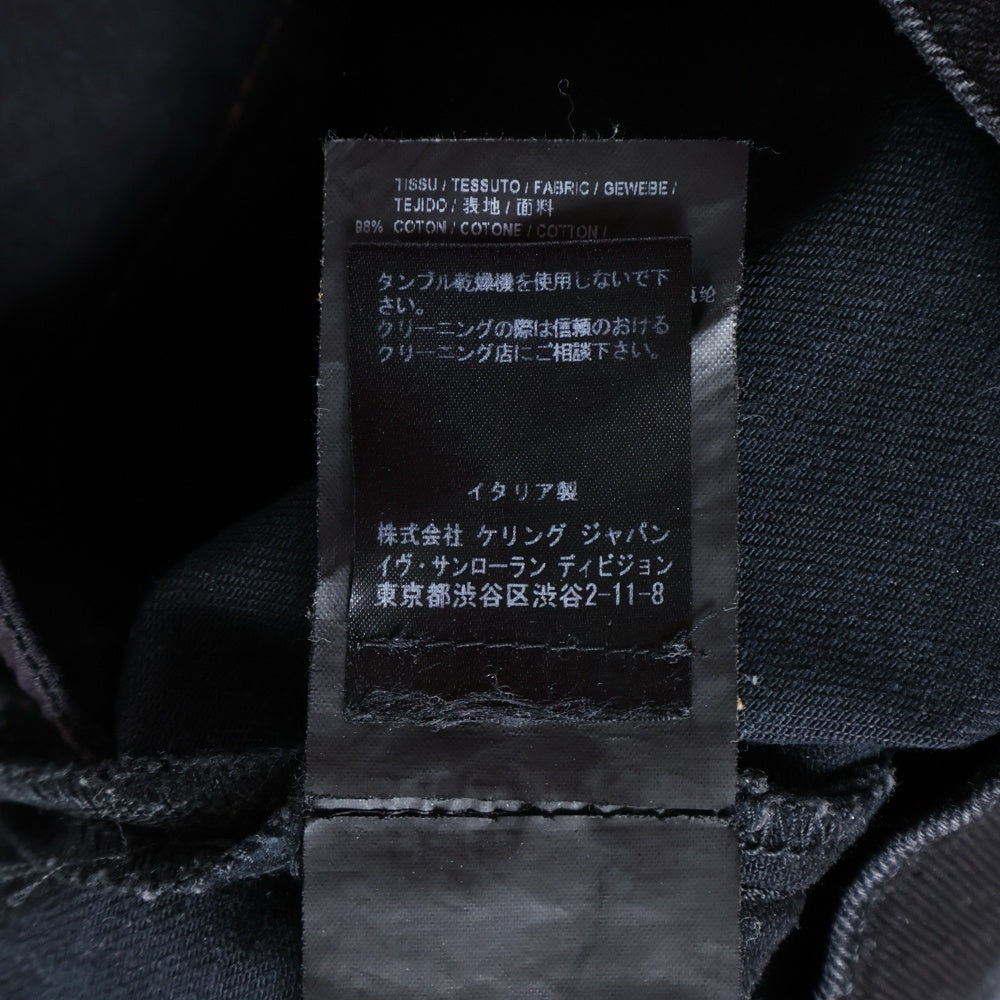 TISSU / TESSUTO / FABRIC / GEWEBE /
TEJIDO / 表地 / 面料
98% COTON / COTONE / COTTON /
タンブル乾燥機を使用しないで下
さい。
クリーニングの際は信頼のおける
クリーニング店にご相談下さい。
イタリア製
株式会社 ケリング ジャパン
イヴ・サンローラン ディビジョン
東京都渋谷区渋谷2-11-8